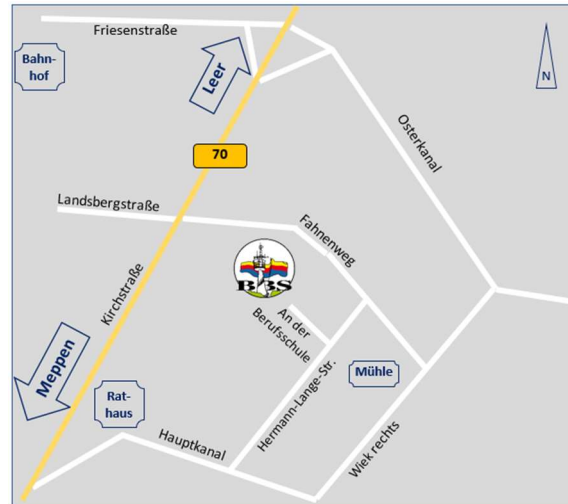 Friesenstraße
Bahn-
hof
Leer
N
70
Osterkanal
Landsbergstraße
Fahnenweg
Kirchstraße
BBS
An der
Berufsschule
Meppen
Mühle
Hermann-Lange-Str.
Rat-
haus
Hauptkanal
Wiek rechts